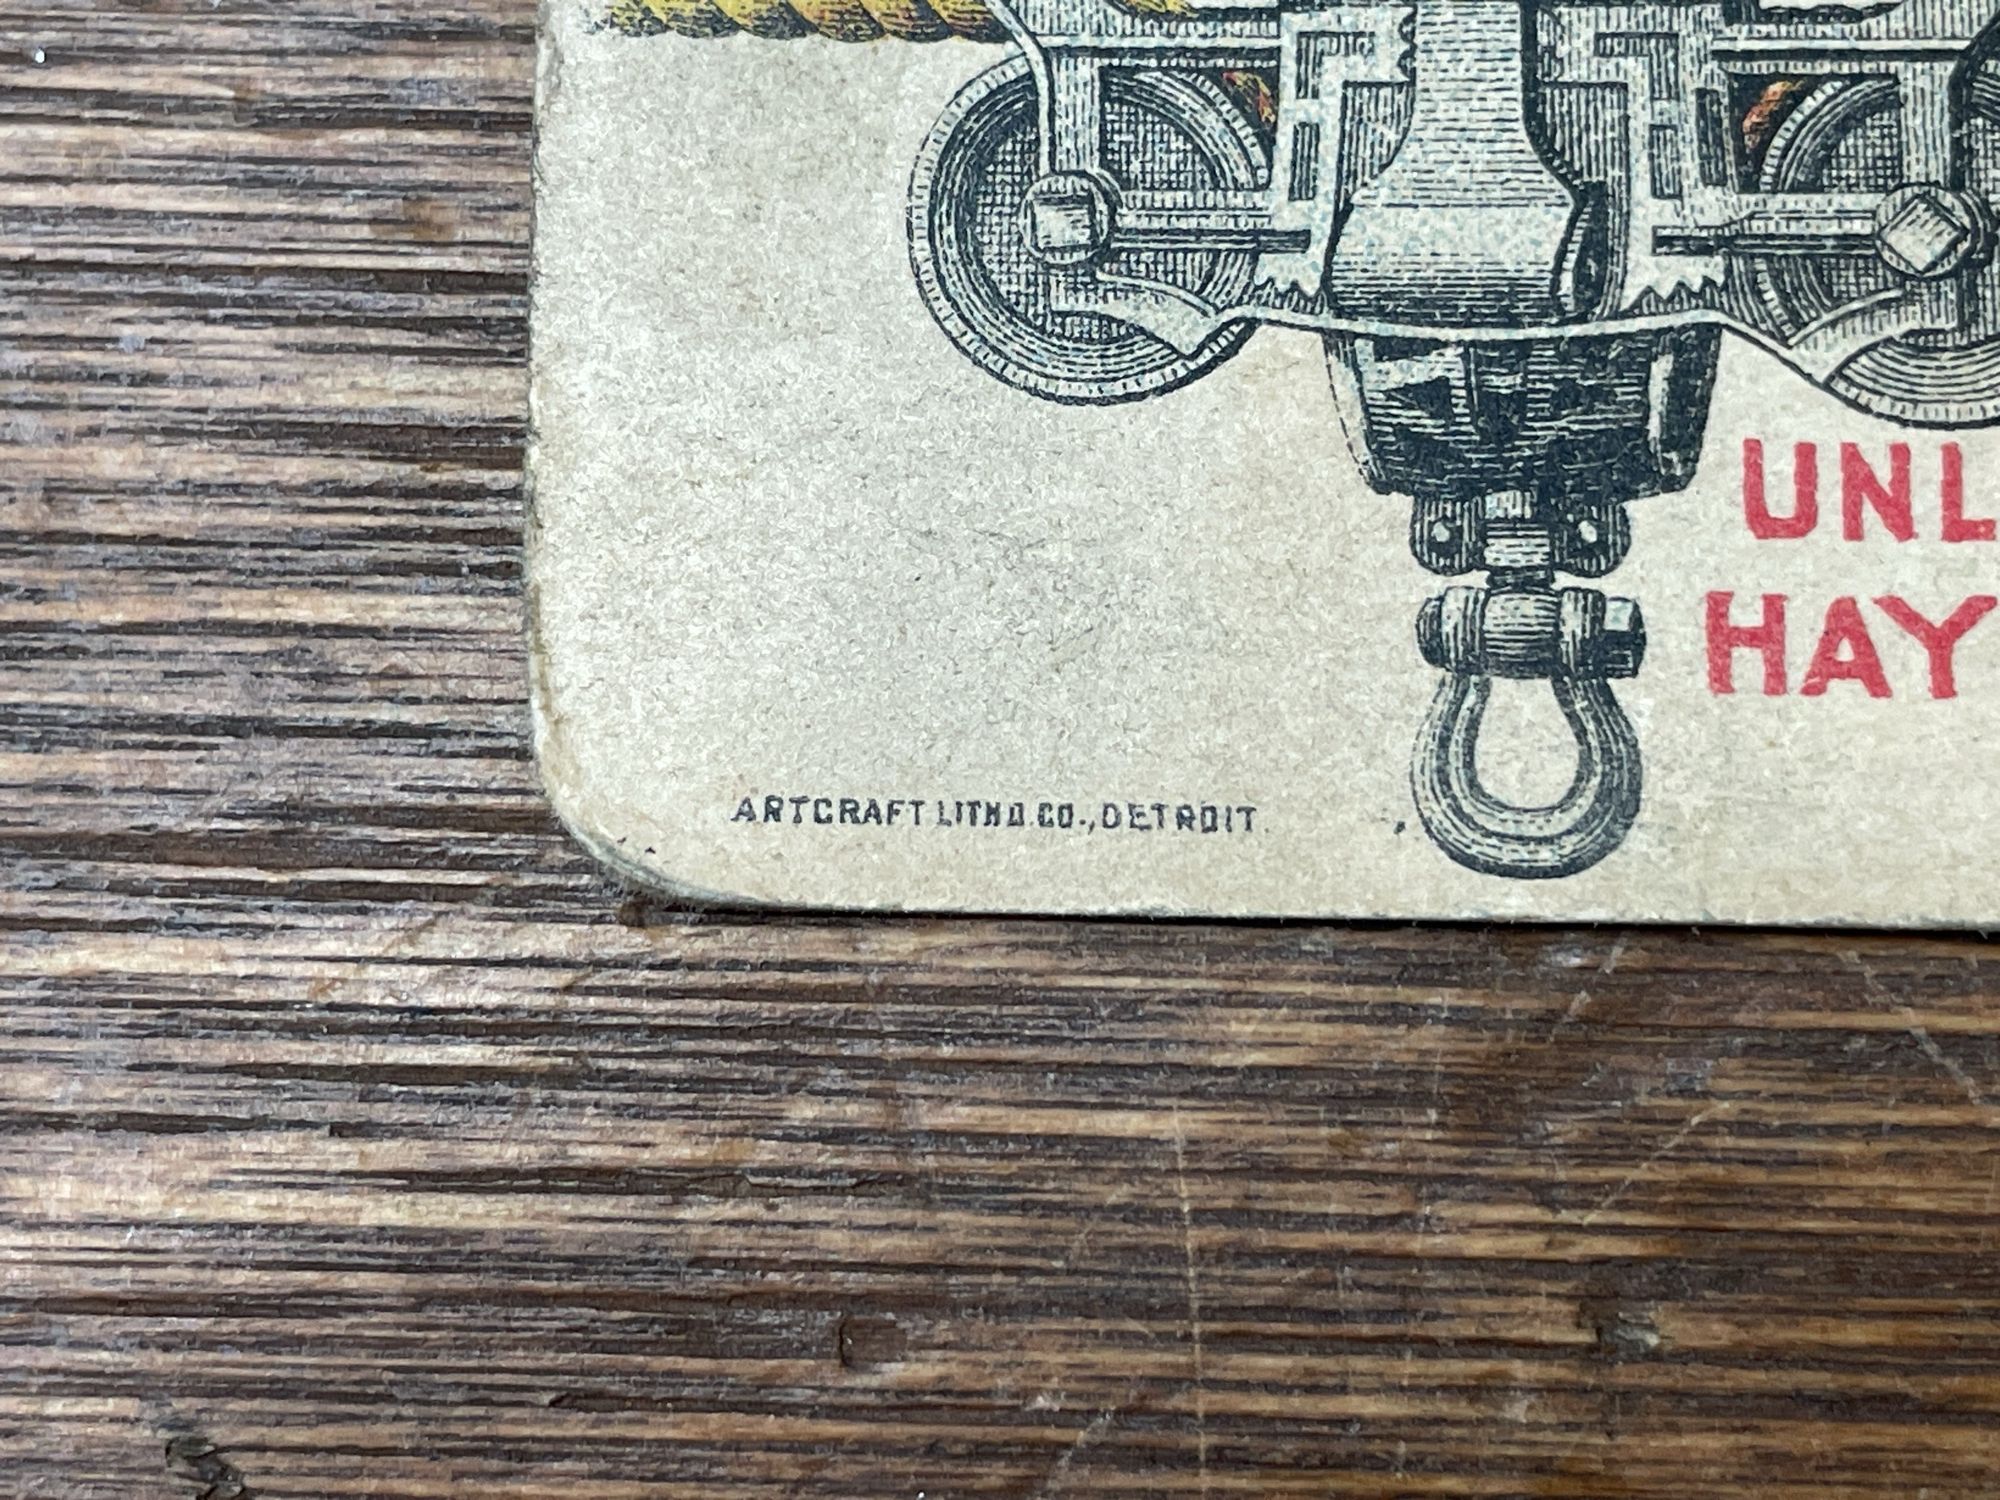 UNL
HAY
ARTCRAFT LITHO. CO., DETROIT.